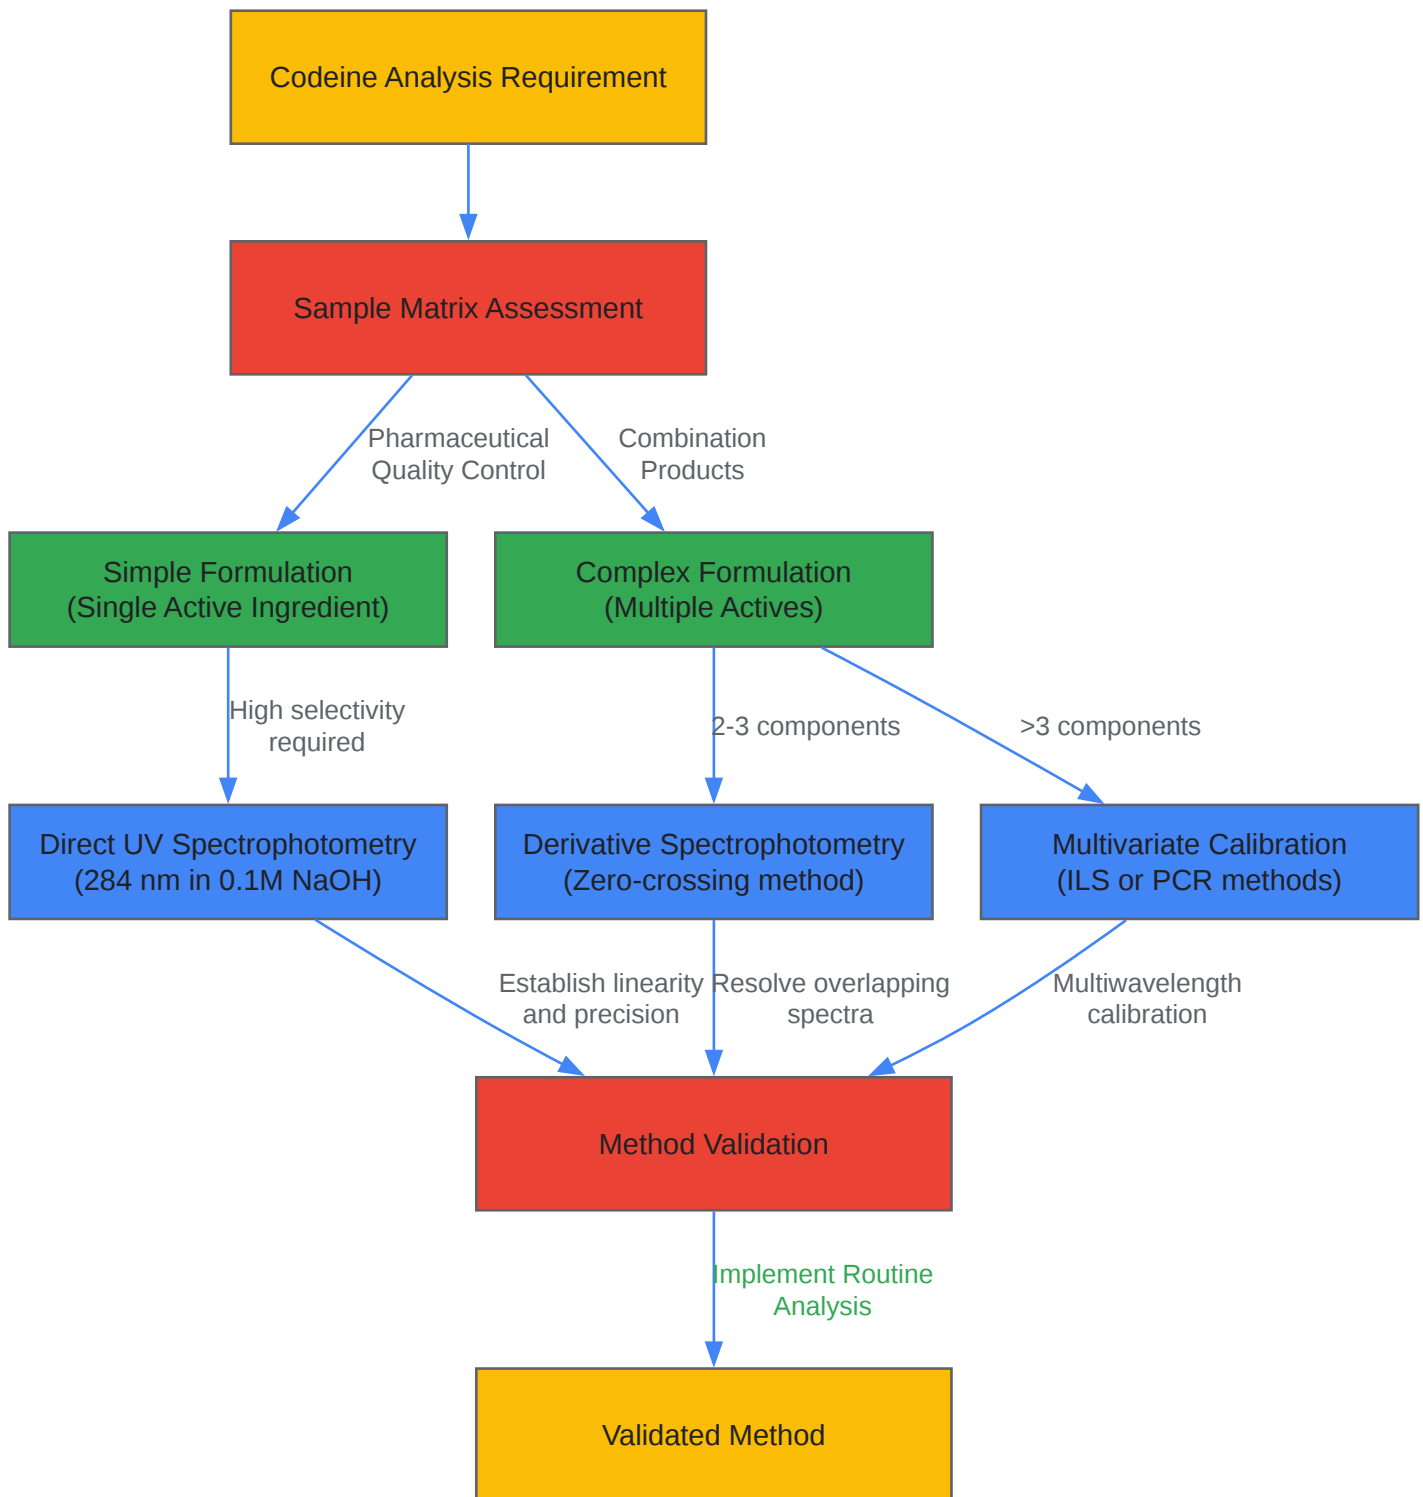 Codeine Analysis Requirement
Sample Matrix Assessment
Pharmaceutical
Quality Control
Combination
Products
Simple Formulation
(Single Active Ingredient)
Complex Formulation
(Multiple Actives)
High selectivity
required
2-3 components
>3 components
Direct UV Spectrophotometry
(284 nm in 0.1M NaOH)
Derivative Spectrophotometry
(Zero-crossing method)
Multivariate Calibration
(ILS or PCR methods)
Establish linearity
and precision
Resolve overlapping
spectra
Multiwavelength
calibration
Method Validation
Implement Routine
Analysis
Validated Method